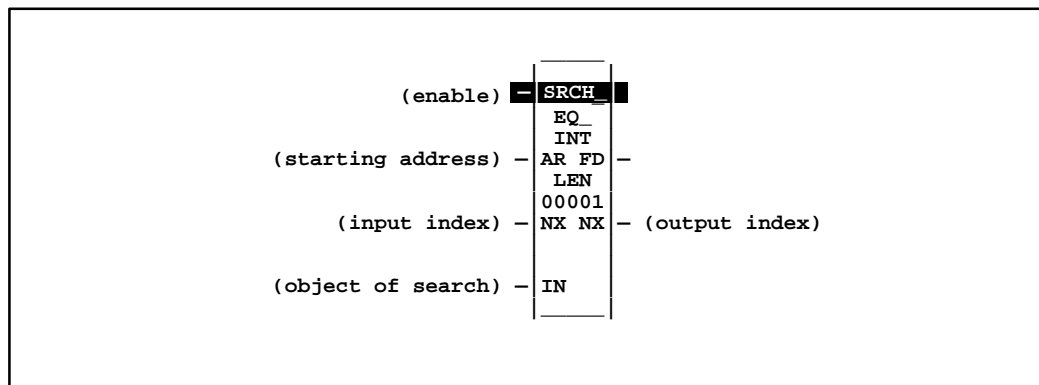 (enable) SRCH_
EQ_
INT
(starting address) AR FD
LEN
00001
(input index) NX NX (output index)
(object of search) IN